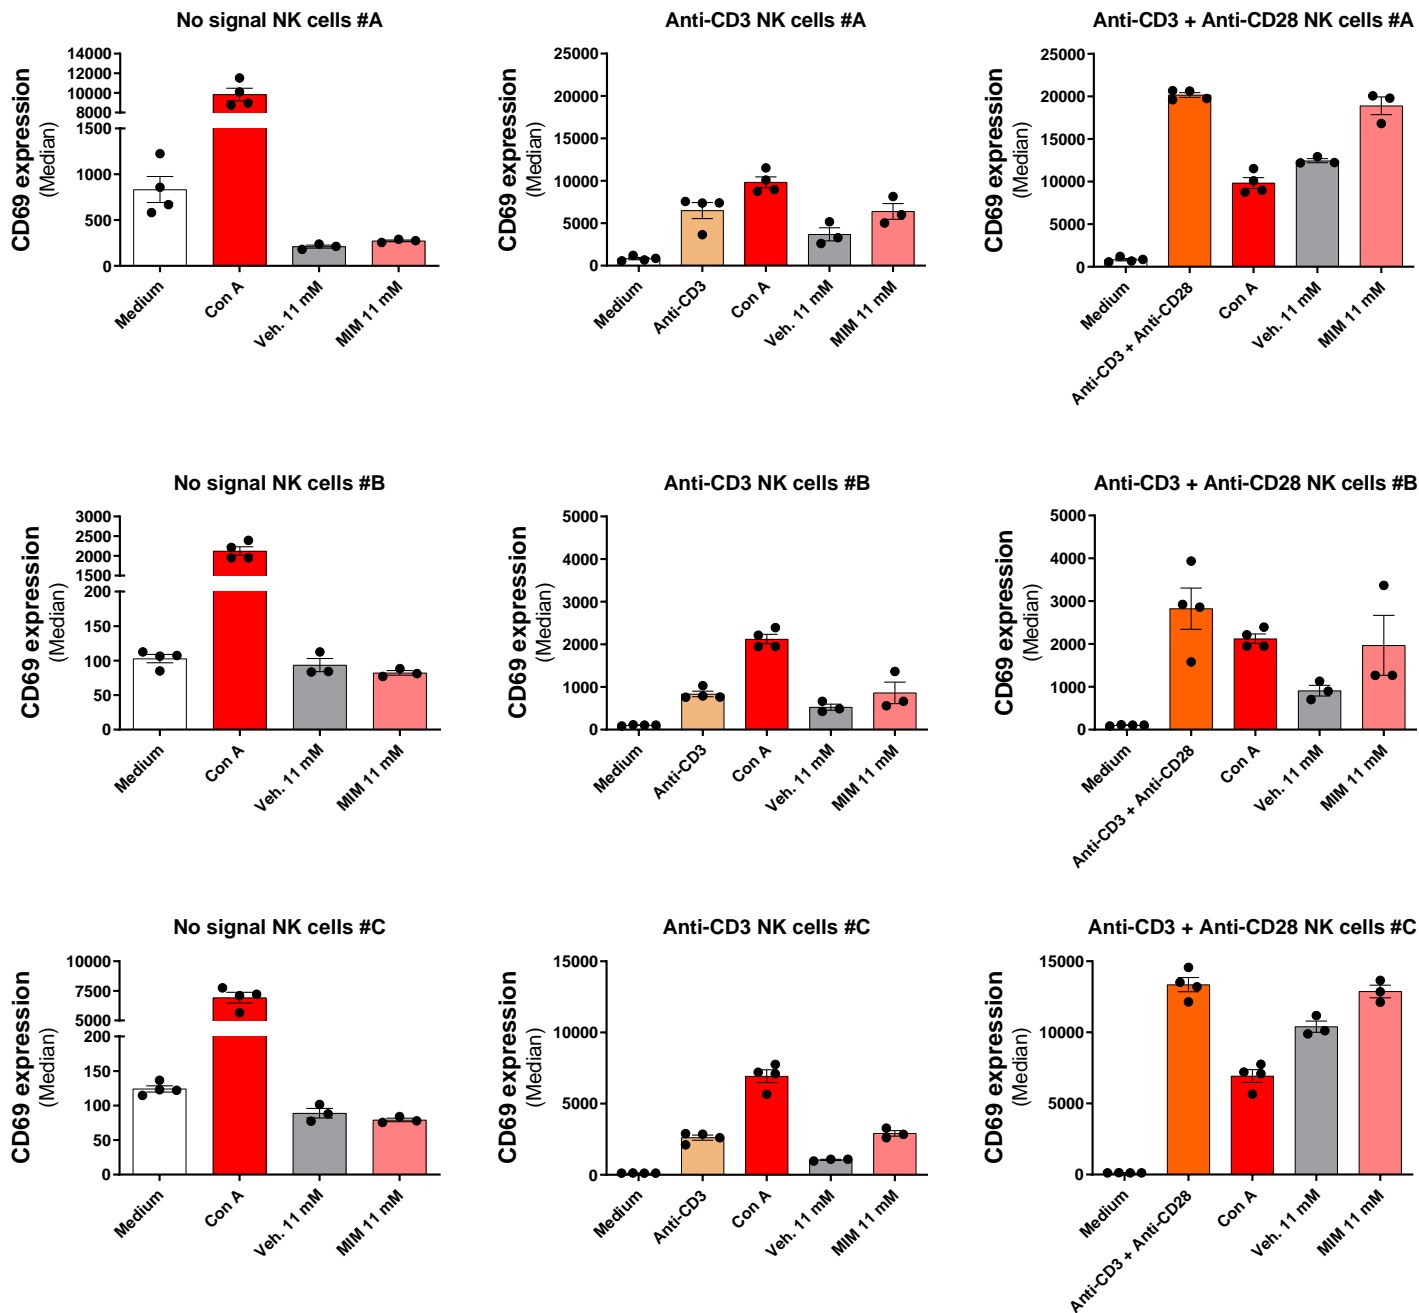 No signal NK cells #A
CD69 expression
(Median)
14000
12000
10000
8000
1500
1000
500
0
Medium
Con A
Veh. 11 mM
MIM 11 mM
Anti-CD3 NK cells #A
CD69 expression
(Median)
25000
20000
15000
10000
5000
0
Medium
Anti-CD3
Con A
Veh. 11 mM
MIM 11 mM
Anti-CD3 + Anti-CD28 NK cells #A
CD69 expression
(Median)
25000
20000
15000
10000
5000
0
Medium
Anti-CD3 + Anti-CD28
Con A
Veh. 11 mM
MIM 11 mM
No signal NK cells #B
CD69 expression
(Median)
3000
2500
2000
1500
200
150
100
50
0
Medium
Con A
Veh. 11 mM
MIM 11 mM
Anti-CD3 NK cells #B
CD69 expression
(Median)
5000
4000
3000
2000
1000
0
Medium
Anti-CD3
Con A
Veh. 11 mM
MIM 11 mM
Anti-CD3 + Anti-CD28 NK cells #B
CD69 expression
(Median)
5000
4000
3000
2000
1000
0
Medium
Anti-CD3 + Anti-CD28
Con A
Veh. 11 mM
MIM 11 mM
No signal NK cells #C
CD69 expression
(Median)
10000
7500
5000
200
150
100
50
0
Medium
Con A
Veh. 11 mM
MIM 11 mM
Anti-CD3 NK cells #C
CD69 expression
(Median)
15000
10000
5000
0
Medium
Anti-CD3
Con A
Veh. 11 mM
MIM 11 mM
Anti-CD3 + Anti-CD28 NK cells #C
CD69 expression
(Median)
15000
10000
5000
0
Medium
Anti-CD3 + Anti-CD28
Con A
Veh. 11 mM
MIM 11 mM